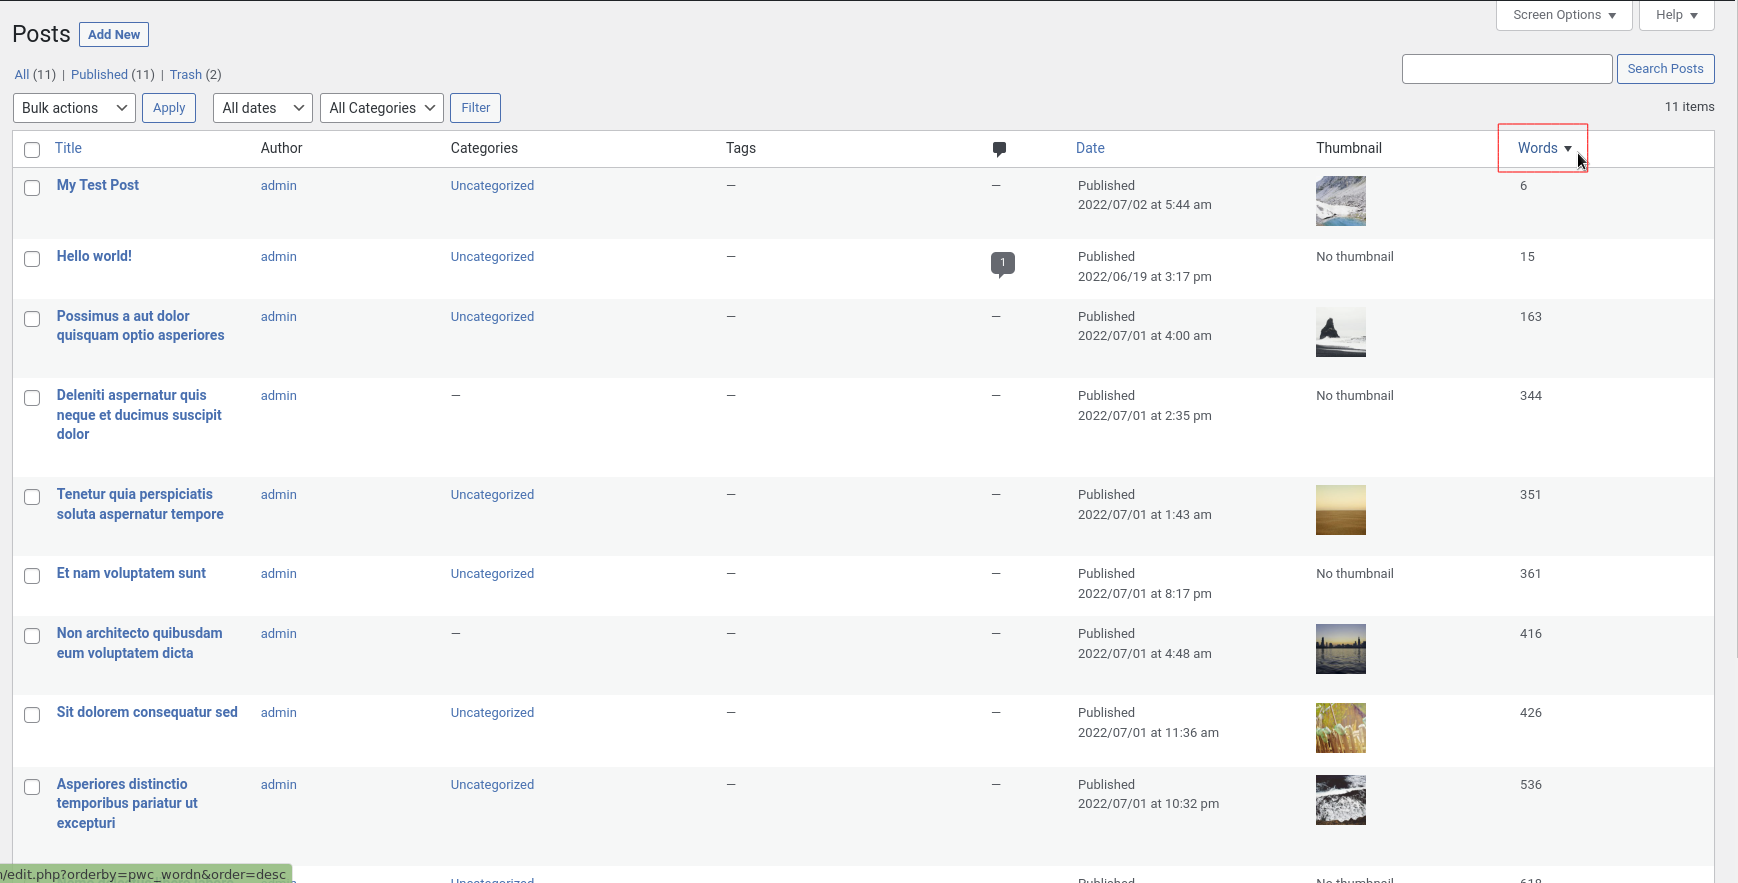 Screen Options Help
Posts Add New
All (11) | Published (11) | Trash (2)
Search Posts
Bulk actions Apply All dates All Categories Filter
11 items
Title Author Categories Tags Date Thumbnail Words
My Test Post admin Uncategorized — — Published 6
2022/07/02 at 5:44 am
Hello world! admin Uncategorized — 1 Published No thumbnail 15
2022/06/19 at 3:17 pm
Possimus a aut dolor admin Uncategorized — — Published 163
quisquam optio asperiores 2022/07/01 at 4:00 am
Deleniti aspernatur quis admin — — — Published No thumbnail 344
neque et ducimus suscipit 2022/07/01 at 2:35 pm
dolor
Tenetur quia perspiciatis admin Uncategorized — — Published 351
soluta aspernatur tempore 2022/07/01 at 1:43 am
Et nam voluptatem sunt admin Uncategorized — — Published No thumbnail 361
2022/07/01 at 8:17 pm
Non architecto quibusdam admin — — — Published 416
eum voluptatem dicta 2022/07/01 at 4:48 am
Sit dolorem consequatur sed admin Uncategorized — — Published 426
2022/07/01 at 11:36 am
Asperiores distinctio admin Uncategorized — — Published 536
temporibus pariatur ut 2022/07/01 at 10:32 pm
excepturi
/edit.php?orderby=pwc_wordn&order=desc
Uncategorized Published No thumbnail 618